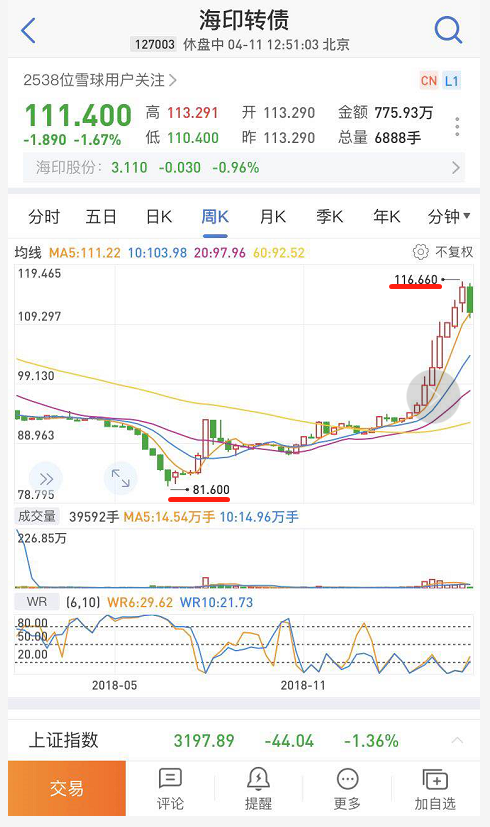 海印转债
127003 休盘中 04-11 12:51:03 北京
2538位雪球用户关注 CN L1
111.400 高 113.291 开 113.290 金额 775.93万
-1.890 -1.67% 低 110.400 昨 113.290 总量 6888手
海印股份: 3.110 -0.030 -0.96%
分时 五日 日K 周K 月K 季K 年K 分钟
均线 MA5:111.22 10:103.98 20:97.96 60:92.52 不复权
119.465
116.660
109.297
99.130
88.963
81.600
78.795
成交量 39592手 MA5:14.54万手 10:14.96万手
226.85万
WR (6,10) WR6:29.62 WR10:21.73
80.00
50.00
20.00
2018-05 2018-11
上证指数 3197.89 -44.04 -1.36%
交易 评论 提醒 更多 加自选